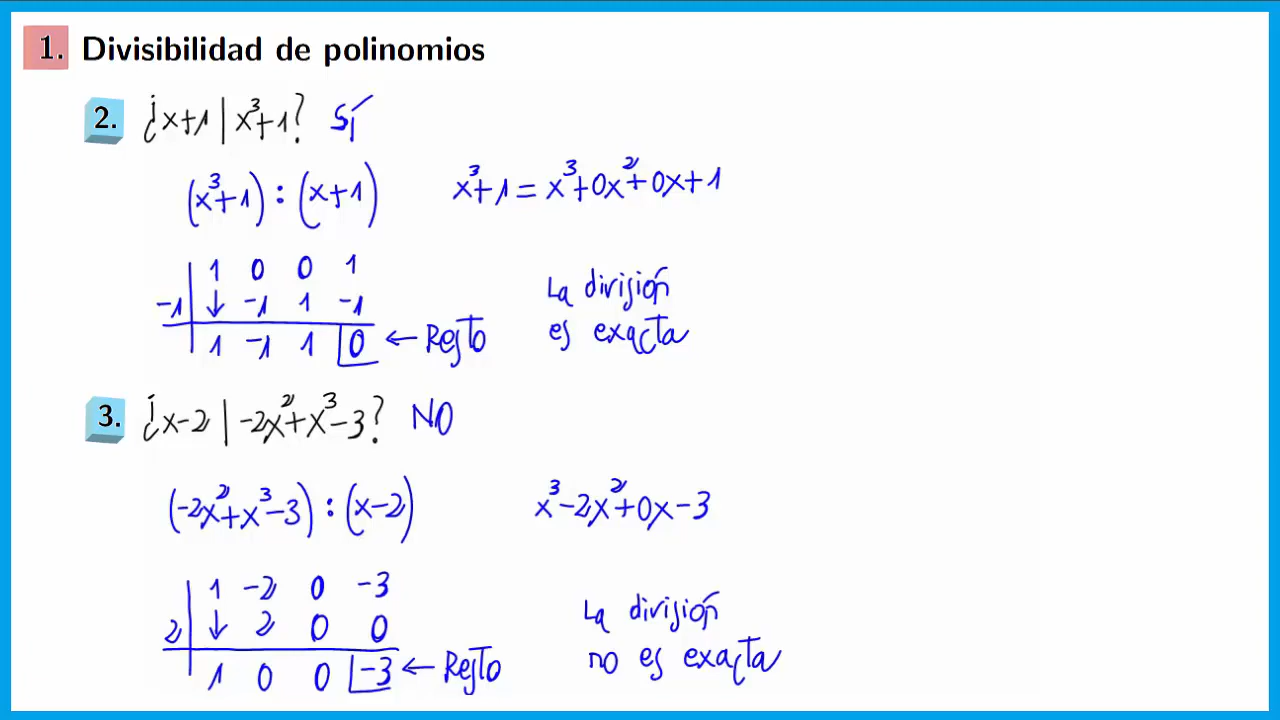 1. Divisibilidad de polinomios
2. ¿x+1 | x³+1? SÍ
(x³+1) : (x+1) x³+1 = x³+0x²+0x+1
1 0 0 1
-1 ↓ -1 1 -1
1 -1 1 0 ← Resto
La división
es exacta
3. ¿x-2 | -2x²+x³-3? NO
(-2x²+x³-3) : (x-2) x³-2x²+0x-3
1 -2 0 -3
2 ↓ 2 0 0
1 0 0 -3 ← Resto
La división
no es exacta